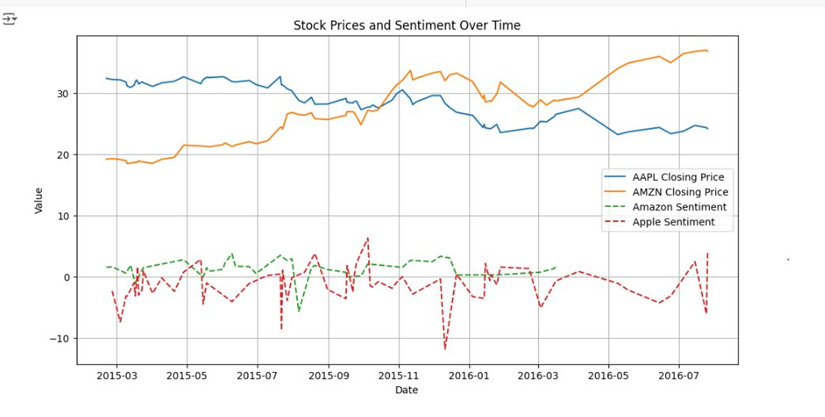 Stock Prices and Sentiment Over Time
30
20
10
0
−10
Value
AAPL Closing Price
AMZN Closing Price
Amazon Sentiment
Apple Sentiment
2015-03 2015-05 2015-07 2015-09 2015-11 2016-01 2016-03 2016-05 2016-07
Date